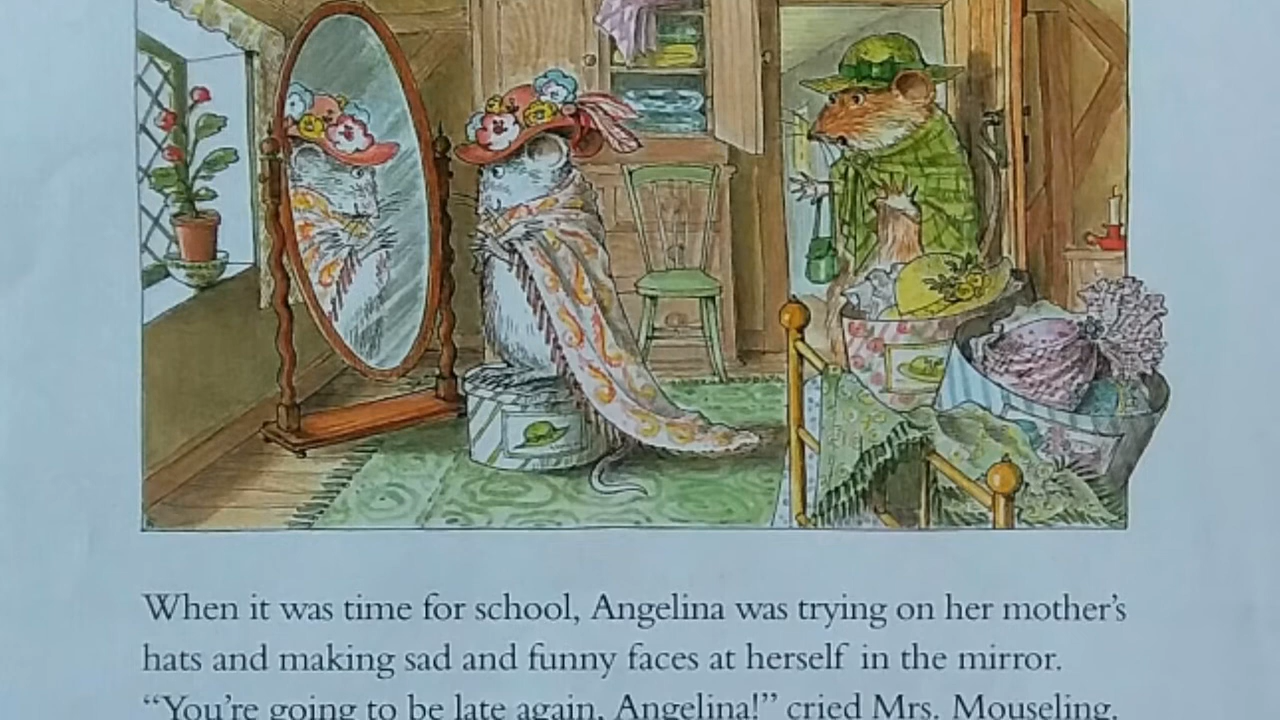 When it was time for school, Angelina was trying on her mother's
hats and making sad and funny faces at herself in the mirror.
“You're going to be late again, Angelina!” cried Mrs. Mouseling.